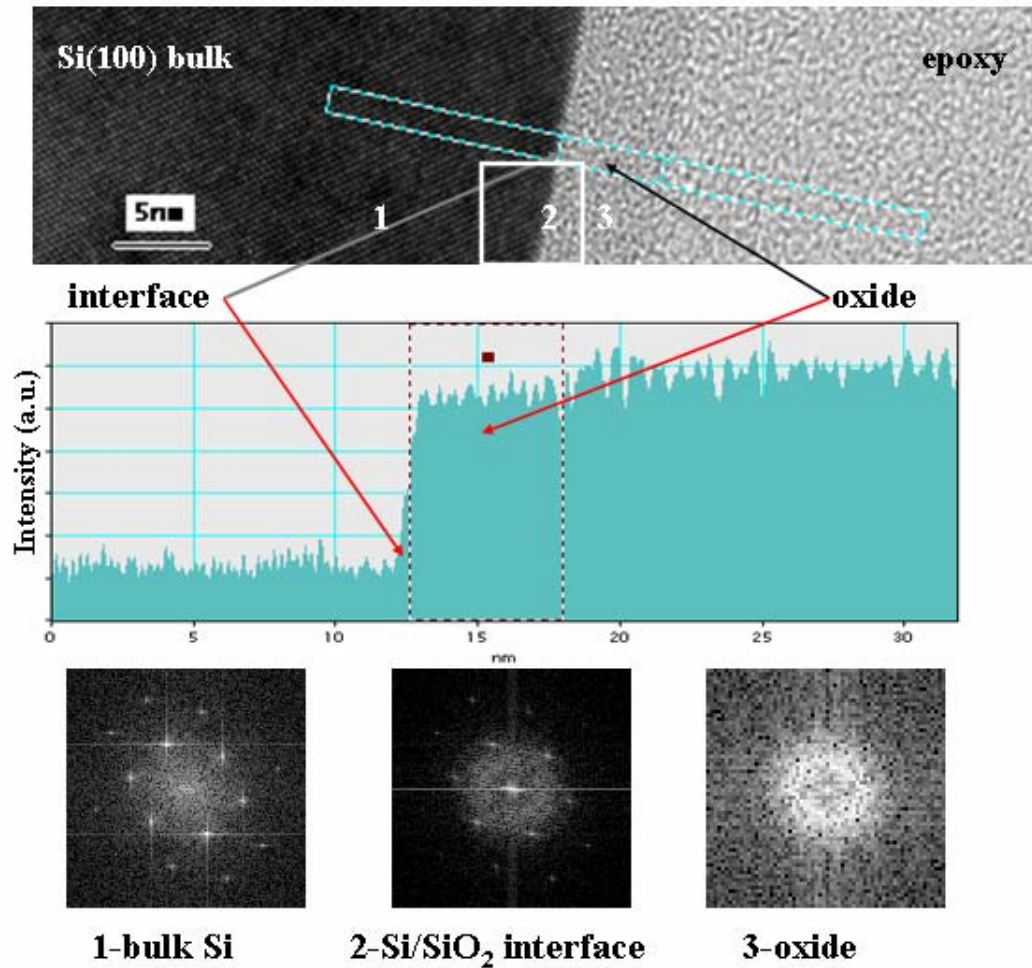 Si(100) bulk
epoxy
5nm
1
2
3
interface
oxide
Intensity (a.u.)
0
5
10
15
20
25
30
nm
1-bulk Si
2-Si/SiO₂ interface
3-oxide